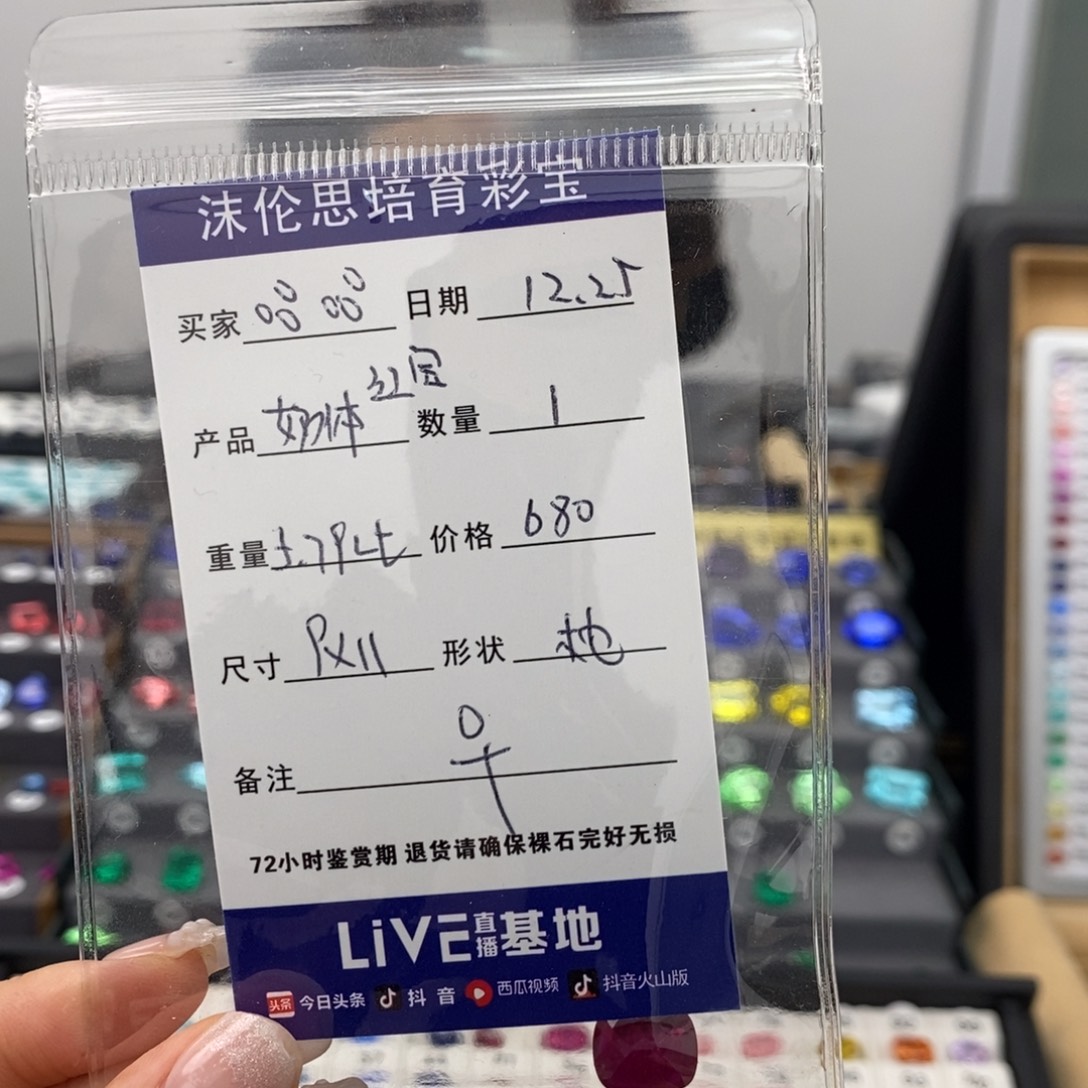 沫伦思培育彩宝
买家 日期 12.25
产品 奶体红宝 数量 1
重量 价格 680
尺寸 形状
备注
72小时鉴赏期 退货请确保裸石完好无损
LiVE直播基地
头条 今日头条 抖音 西瓜视频 抖音火山版